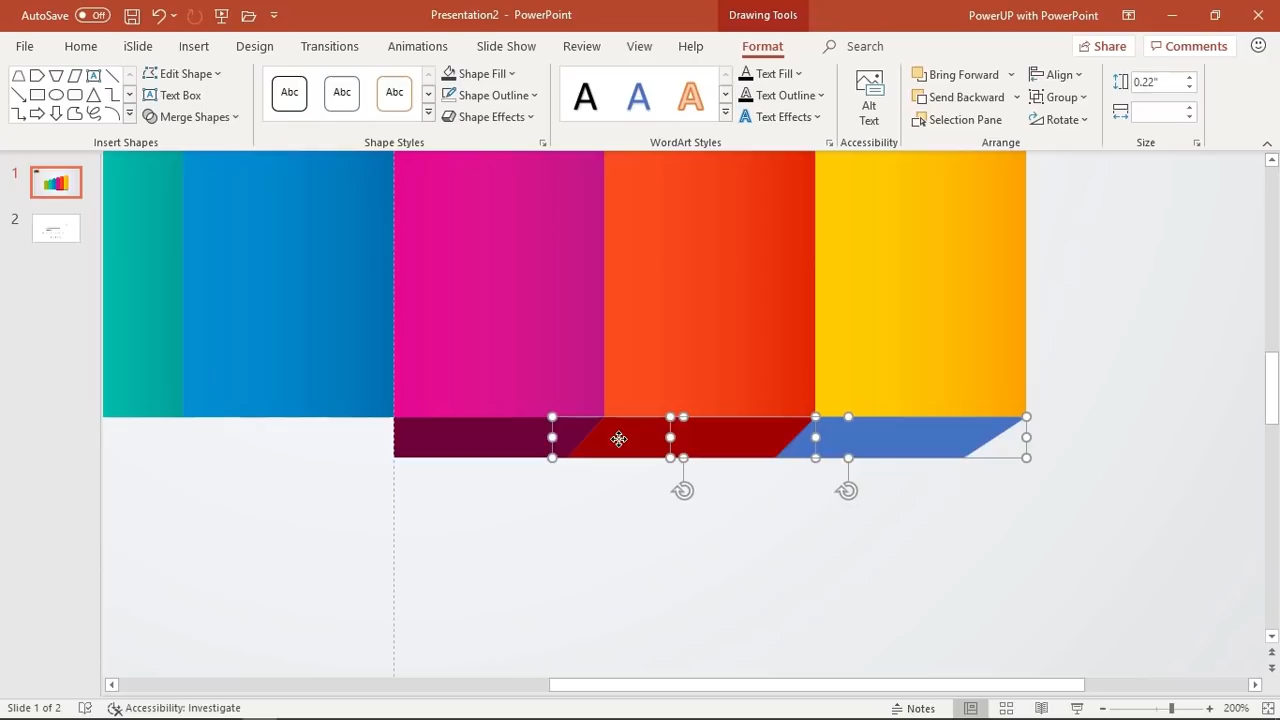 AutoSave Off Presentation2 - PowerPoint Drawing Tools PowerUP with PowerPoint
File Home iSlide Insert Design Transitions Animations Slide Show Review View Help Format Search Share Comments
Edit Shape Abc Abc Abc Shape Fill A A A Text Fill Bring Forward Align 0.22"
A Text Box Shape Outline Text Outline Alt Text Send Backward Group
Merge Shapes Shape Effects Text Effects Selection Pane Rotate
Insert Shapes Shape Styles WordArt Styles Accessibility Arrange Size
1
2
Slide 1 of 2 Accessibility: Investigate Notes 200%